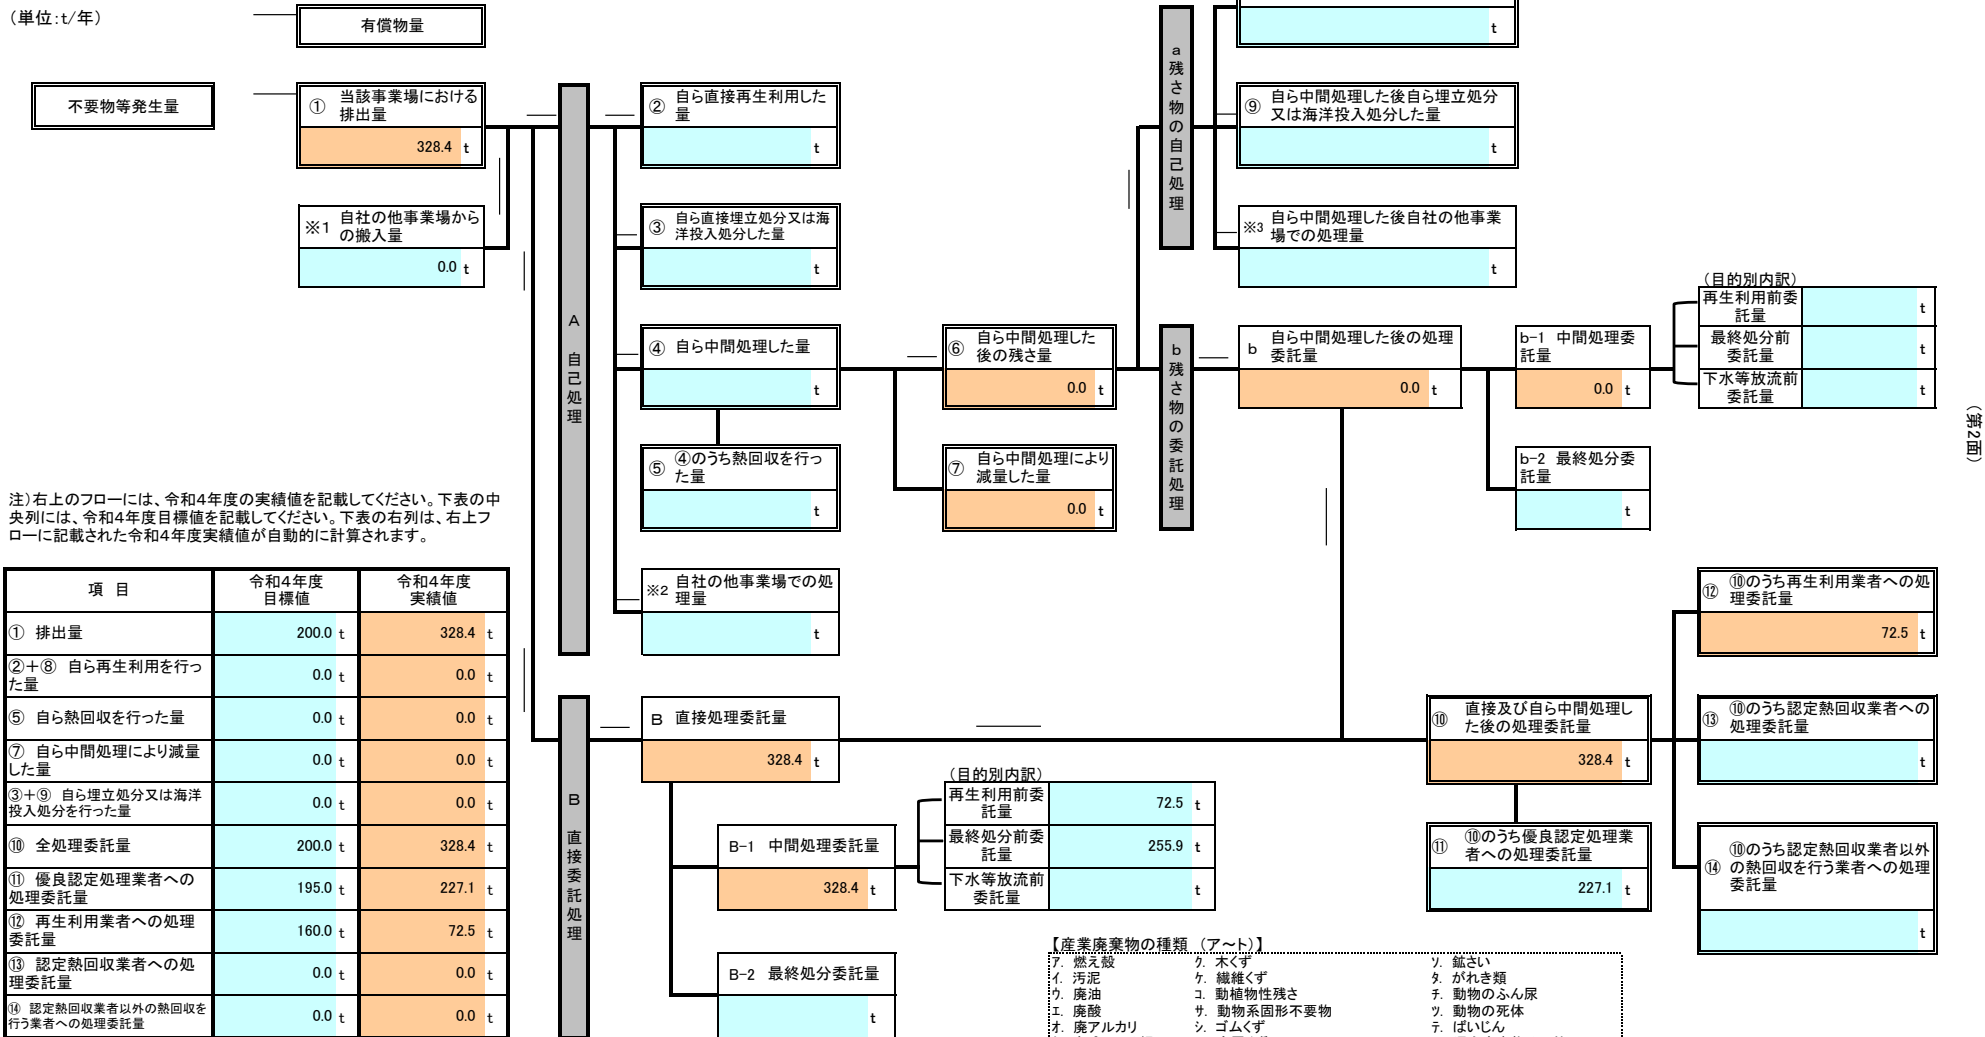 （単位:t/年）
有償物量
t
不要物等発生量
① 当該事業場における
排出量
328.4 t
※1 自社の他事業場から
の搬入量
0.0 t
A 自己処理
② 自ら直接再生利用した
量
t
③ 自ら直接埋立処分又は海
洋投入処分した量
t
④ 自ら中間処理した量
t
⑤ ④のうち熱回収を行っ
た量
t
※2 自社の他事業場での処
理量
t
⑥ 自ら中間処理した
後の残さ量
0.0 t
⑦ 自ら中間処理により
減量した量
0.0 t
a 残さ物の自己処理
⑨ 自ら中間処理した後自ら埋立処分
又は海洋投入処分した量
t
※3 自ら中間処理した後自社の他事業
場での処理量
t
b 残さ物の委託処理
b 自ら中間処理した後の処理
委託量
0.0 t
b-1 中間処理委
託量
0.0 t
b-2 最終処分委
託量
t
（目的別内訳）
再生利用前委
託量
t
最終処分前
委託量
t
下水等放流前
委託量
t
（第2面）
注）右上のフローには、令和4年度の実績値を記載してください。下表の中
央列には、令和4年度目標値を記載してください。下表の右列は、右上フ
ローに記載された令和4年度実績値が自動的に計算されます。
項 目 令和4年度 目標値 令和4年度 実績値
① 排出量 200.0 t 328.4 t
②＋⑧ 自ら再生利用を行っ
た量 0.0 t 0.0 t
⑤ 自ら熱回収を行った量 0.0 t 0.0 t
⑦ 自ら中間処理により減量
した量 0.0 t 0.0 t
③＋⑨ 自ら埋立処分又は海洋
投入処分を行った量 0.0 t 0.0 t
⑩ 全処理委託量 200.0 t 328.4 t
⑪ 優良認定処理業者への
処理委託量 195.0 t 227.1 t
⑫ 再生利用業者への処理
委託量 160.0 t 72.5 t
⑬ 認定熱回収業者への処
理委託量 0.0 t 0.0 t
⑭ 認定熱回収業者以外の熱回収を
行う業者への処理委託量 0.0 t 0.0 t
B 直接委託処理
B 直接処理委託量
328.4 t
B-1 中間処理委託量
328.4 t
B-2 最終処分委託量
t
（目的別内訳）
再生利用前委
託量
72.5 t
最終処分前委
託量
255.9 t
下水等放流前
委託量
t
⑩ 直接及び自ら中間処理し
た後の処理委託量
328.4 t
⑪ ⑩のうち優良認定処理業
者への処理委託量
227.1 t
⑫ ⑩のうち再生利用業者への処
理委託量
72.5 t
⑬ ⑩のうち認定熱回収業者への
処理委託量
t
⑭ ⑩のうち認定熱回収業者以外
の熱回収を行う業者への処理
委託量
t
【産業廃棄物の種類 （ア～ト）】
ア. 燃え殻 ク. 木くず ソ. 鉱さい
イ. 汚泥 ケ. 繊維くず タ. がれき類
ウ. 廃油 コ. 動植物性残さ チ. 動物のふん尿
エ. 廃酸 サ. 動物系固形不要物 ツ. 動物の死体
オ. 廃アルカリ シ. ゴムくず テ. ばいじん